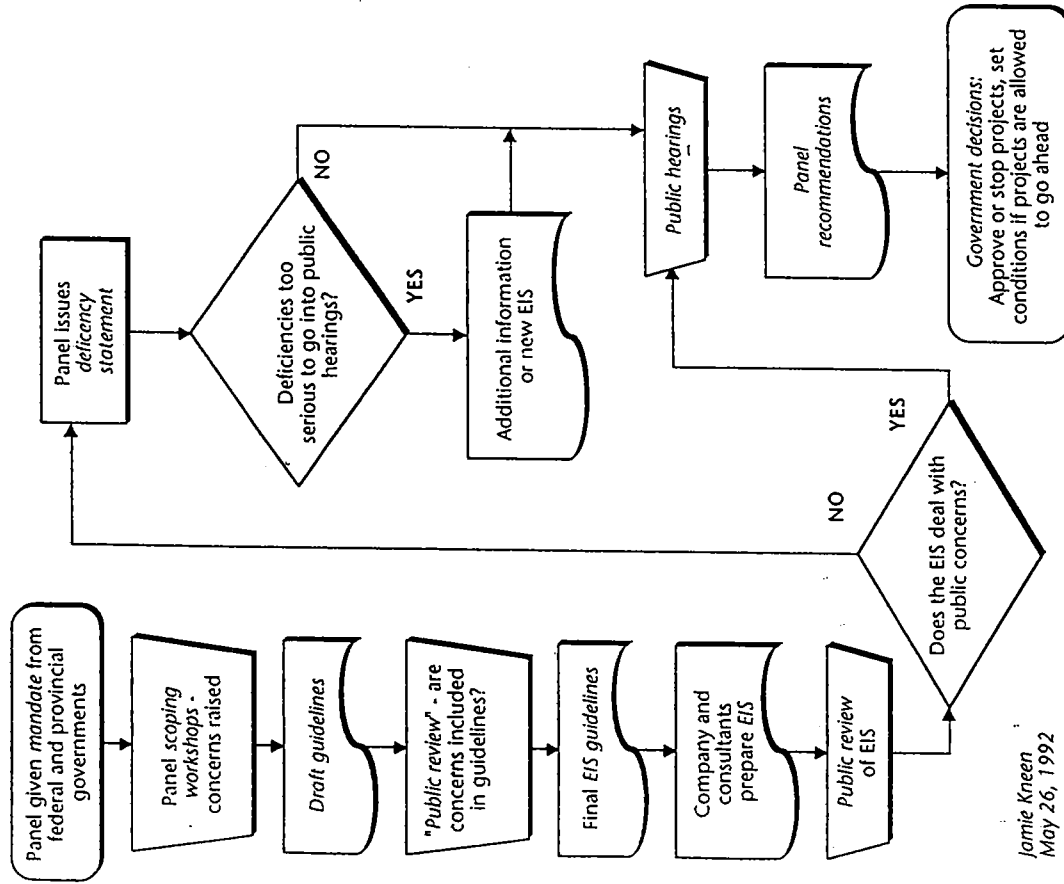 Panel given mandate from
federal and provincial
governments
Panel scoping
workshops -
concerns raised
Draft guidelines
"Public review" - are
concerns included
in guidelines?
Final EIS guidelines
Company and
consultants
prepare EIS
Public review
of EIS
Does the EIS deal with
public concerns?
NO
YES
Panel issues
deficency
statement
Deficiencies too
serious to go into public
hearings?
NO
YES
Additional information
or new EIS
Public hearings
Panel
recommendations
Government decisions:
Approve or stop projects, set
conditions if projects are allowed
to go ahead
Jamie Kneen
May 26, 1992